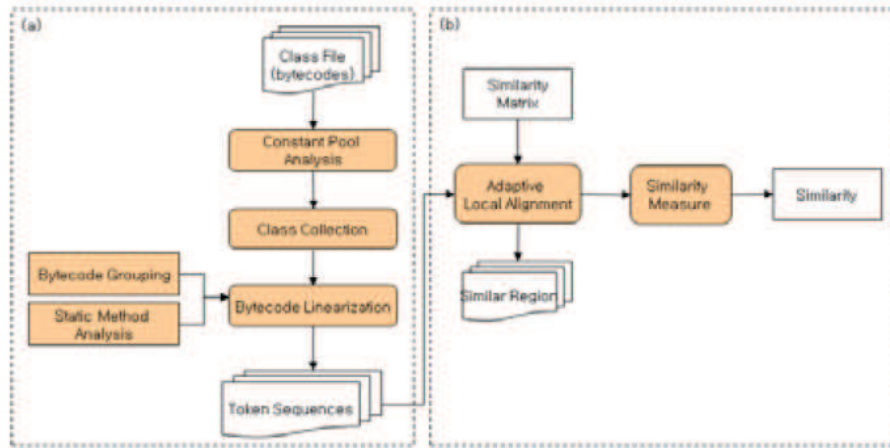 (a)
Class File
(bytecodes)
Constant Pool
Analysis
Class Collection
Bytecode Grouping
Static Method
Analysis
Bytecode Linearization
Token Sequences
(b)
Similarity
Matrix
Adaptive
Local Alignment
Similarity
Measure
Similarity
Similar Region